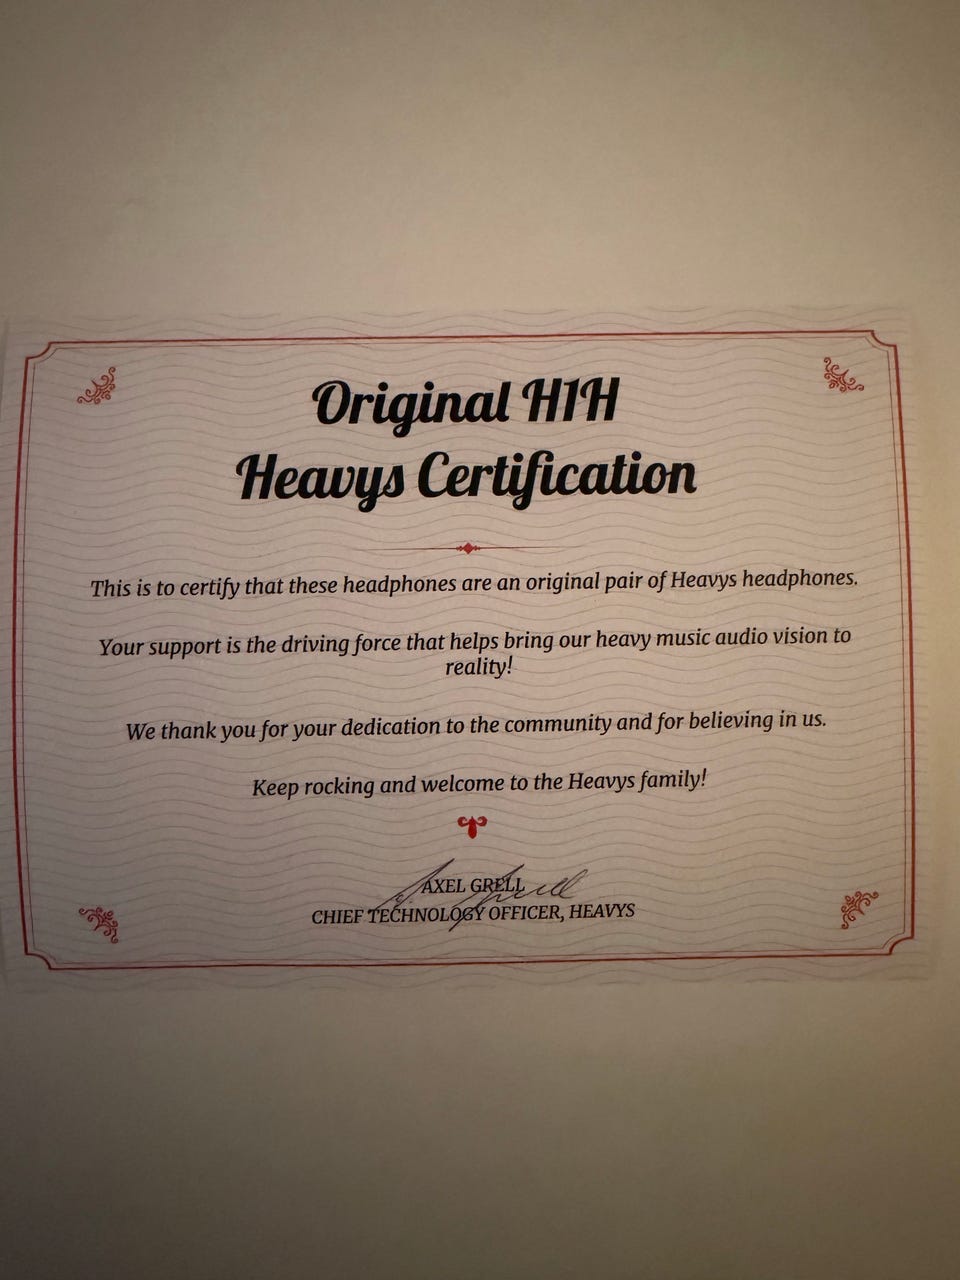 Original H1H
Heavys Certification
This is to certify that these headphones are an original pair of Heavys headphones.
Your support is the driving force that helps bring our heavy music audio vision to
reality!
We thank you for your dedication to the community and for believing in us.
Keep rocking and welcome to the Heavys family!
AXEL GRELL
CHIEF TECHNOLOGY OFFICER, HEAVYS